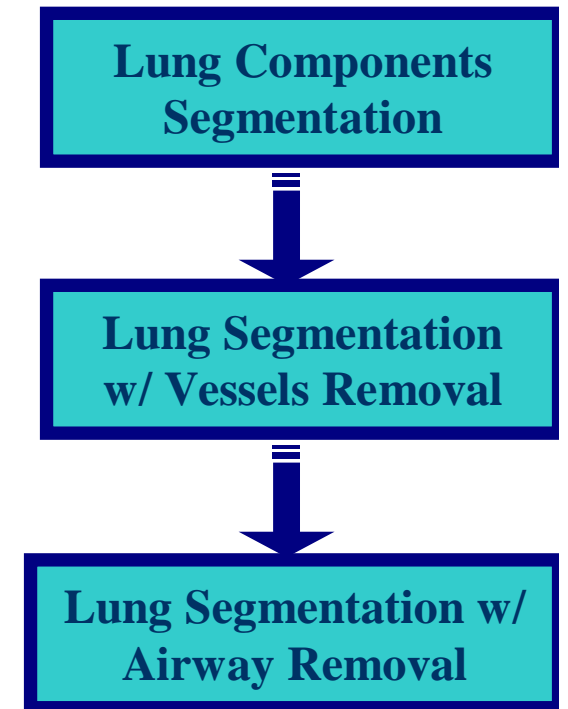 Lung Components
Segmentation
Lung Segmentation
w/ Vessels Removal
Lung Segmentation w/
Airway Removal